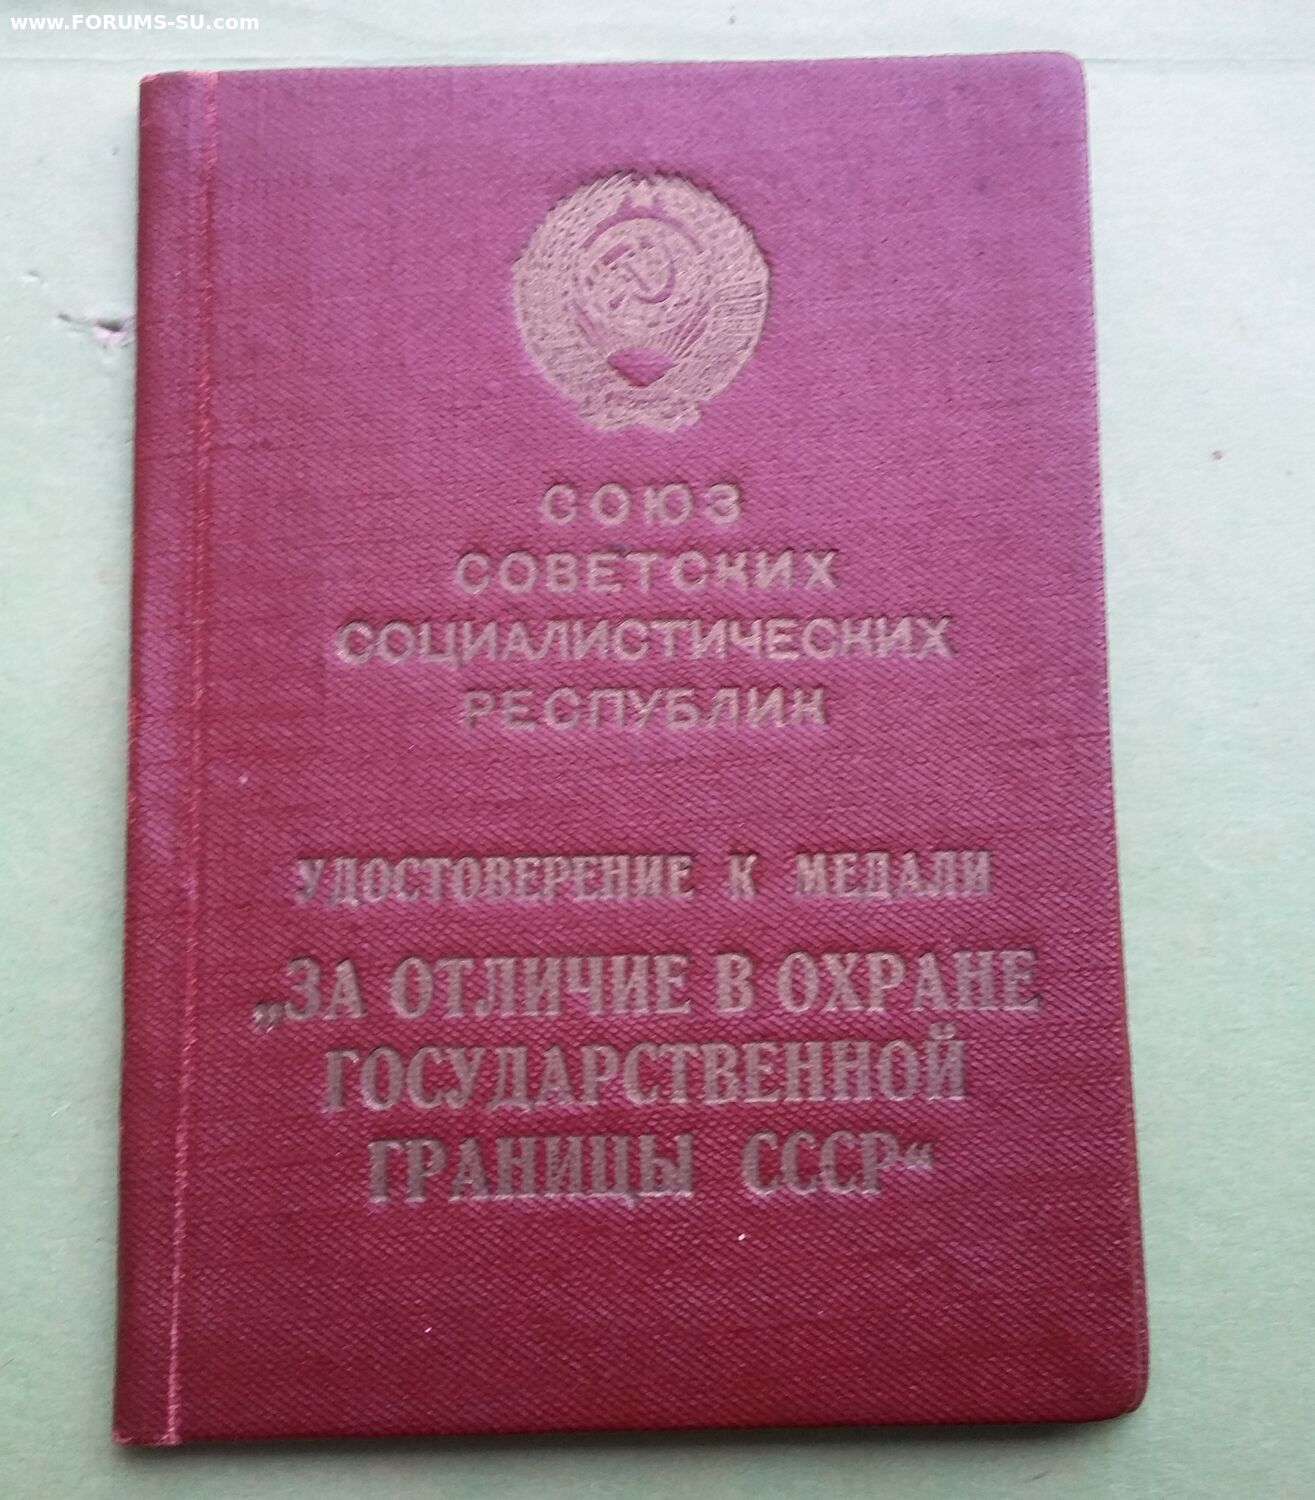 www.FORUMS-SU.com
СОЮЗ
СОВЕТСКИХ
СОЦИАЛИСТИЧЕСКИХ
РЕСПУБЛИК
УДОСТОВЕРЕНИЕ К МЕДАЛИ
„ЗА ОТЛИЧИЕ В ОХРАНЕ
ГОСУДАРСТВЕННОЙ
ГРАНИЦЫ СССР“